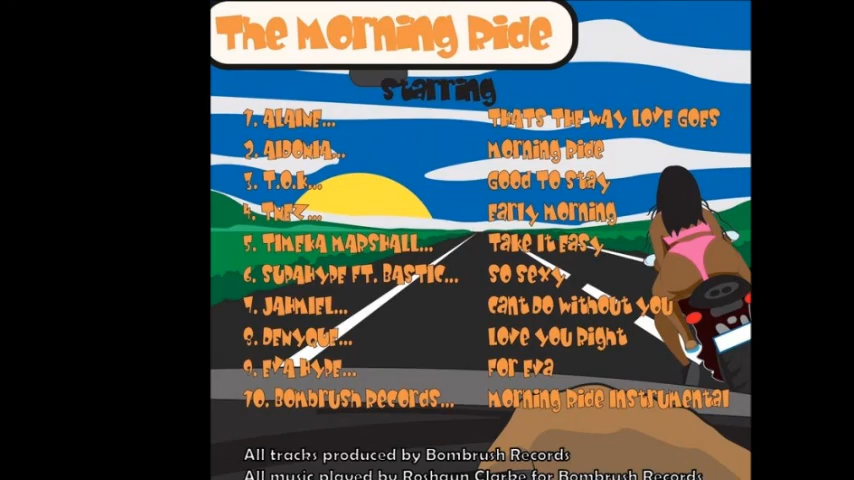 The Morning Ride
starring
1. ALAINE... THATS THE WAY LOVE GOES
2. AIDONIA... Morning Ride
3. T.O.K... GOOD TO STAY
4. TNEZ... Early Morning
5. TIMEKA MARSHALL... Take It Easy
6. SUPAHYPE FT. BASTIC... SO SEXY
7. JAHMIEL... CANT DO WITHOUT YOU
8. DENYQUE... LOVE YOU RIGHT
9. EVA HYPE... FOR EVA
10. BOMBRUSH RECORDS... MORNING RIDE INSTRUMENTAL
All tracks produced by Bombrush Records
All music played by Roshaun Clarke for Bombrush Records